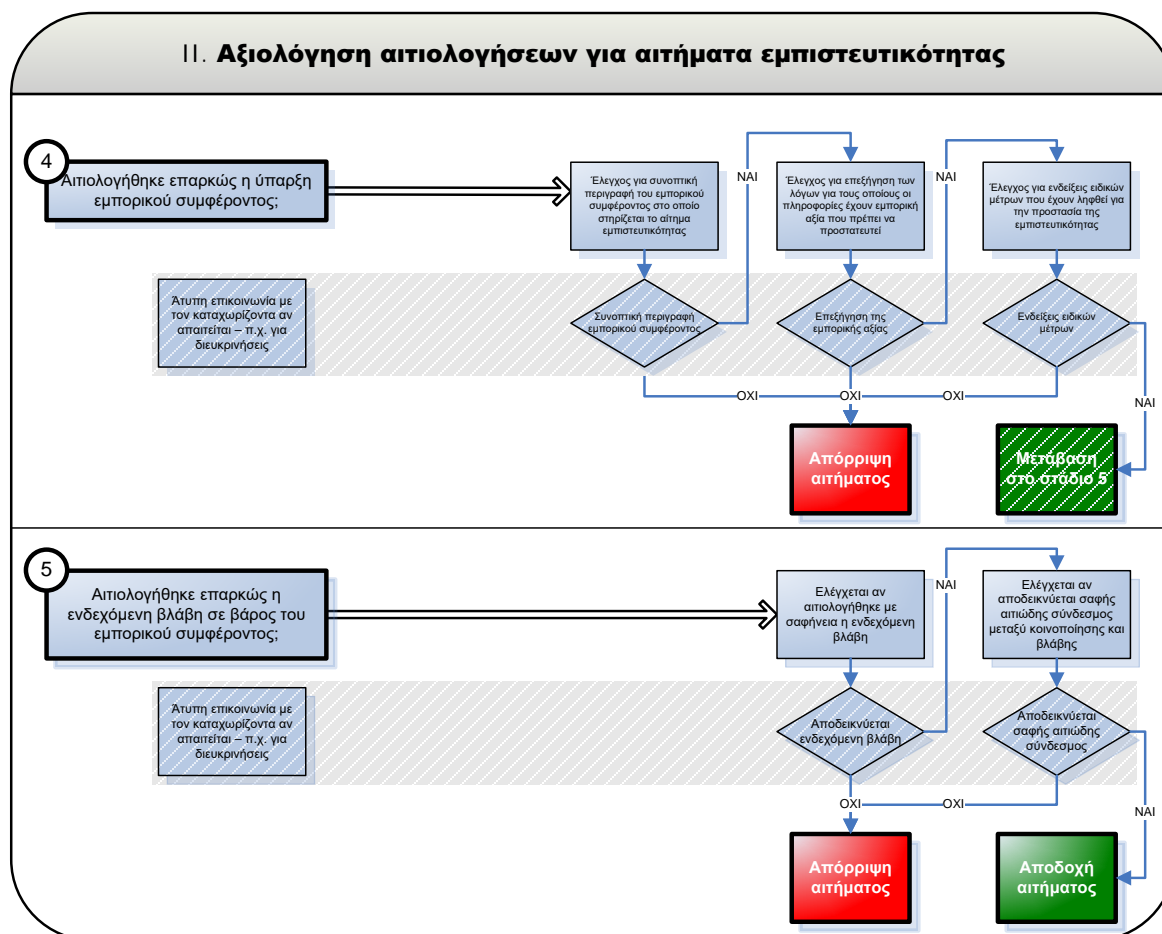 II. Αξιολόγηση αιτιολογήσεων για αιτήματα εμπιστευτικότητας
4
Αιτιολογήθηκε επαρκώς η ύπαρξη
εμπορικού συμφέροντος;
Έλεγχος για συνοπτική
περιγραφή του εμπορικού
συμφέροντος στο οποίο
στηρίζεται το αίτημα
εμπιστευτικότητας
ΝΑΙ
Έλεγχος για επεξήγηση των
λόγων για τους οποίους οι
πληροφορίες έχουν εμπορική
αξία που πρέπει να
προστατευτεί
ΝΑΙ
Έλεγχος για ενδείξεις ειδικών
μέτρων που έχουν ληφθεί για
την προστασία της
εμπιστευτικότητας
Άτυπη επικοινωνία με
τον καταχωρίζοντα αν
απαιτείται – π.χ. για
διευκρινήσεις
Συνοπτική περιγραφή
εμπορικού συμφέροντος
Επεξήγηση της
εμπορικής αξίας
Ενδείξεις ειδικών
μέτρων
ΟΧΙ
ΟΧΙ
ΟΧΙ
ΝΑΙ
Απόρριψη
αιτήματος
Μετάβαση
στο στάδιο 5
5
Αιτιολογήθηκε επαρκώς η
ενδεχόμενη βλάβη σε βάρος του
εμπορικού συμφέροντος;
Ελέγχεται αν
αιτιολογήθηκε με
σαφήνεια η ενδεχόμενη
βλάβη
ΝΑΙ
Ελέγχεται αν
αποδεικνύεται σαφής
αιτιώδης σύνδεσμος
μεταξύ κοινοποίησης και
βλάβης
Άτυπη επικοινωνία με
τον καταχωρίζοντα αν
απαιτείται – π.χ. για
διευκρινήσεις
Αποδεικνύεται
ενδεχόμενη βλάβη
Αποδεικνύεται
σαφής αιτιώδης
σύνδεσμος
ΟΧΙ
ΟΧΙ
ΝΑΙ
Απόρριψη
αιτήματος
Αποδοχή
αιτήματος